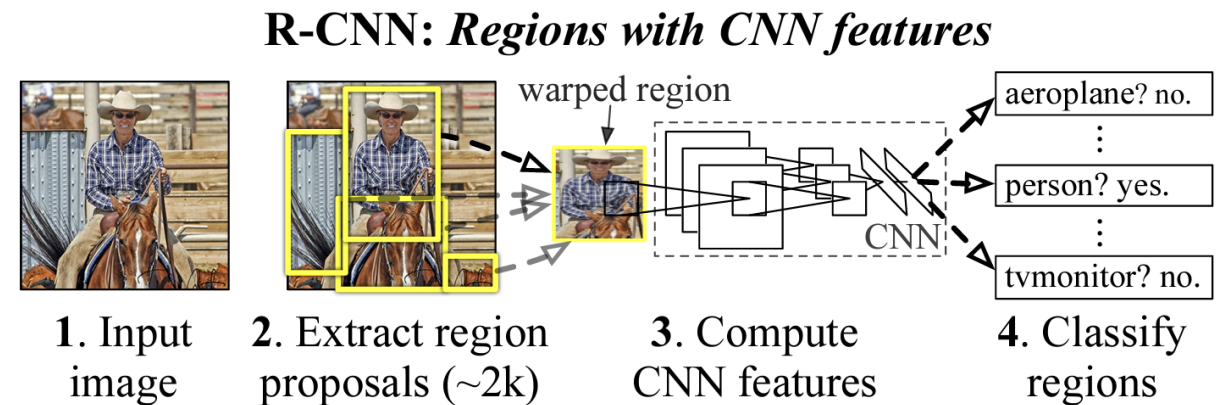 R-CNN: Regions with CNN features
warped region
aeroplane? no.
person? yes.
CNN
tvmonitor? no.
1. Input
image
2. Extract region
proposals (~2k)
3. Compute
CNN features
4. Classify
regions